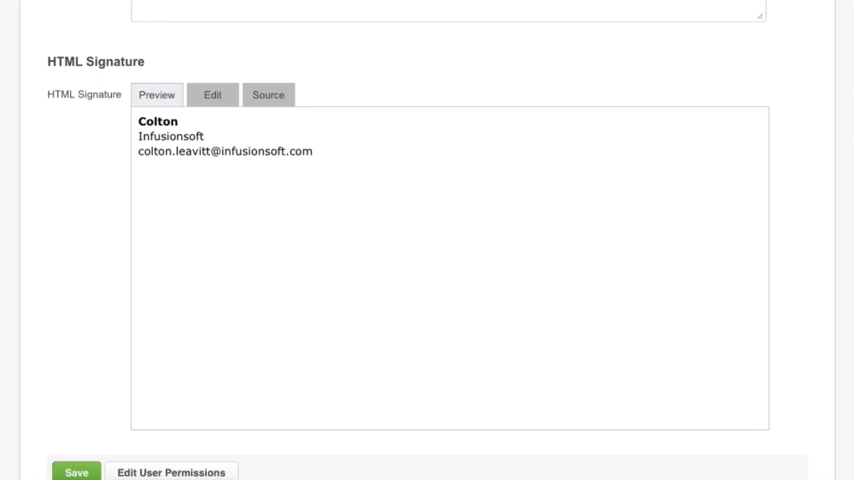 HTML Signature
HTML Signature Preview Edit Source
Colton
Infusionsoft
colton.leavitt@infusionsoft.com
Save Edit User Permissions